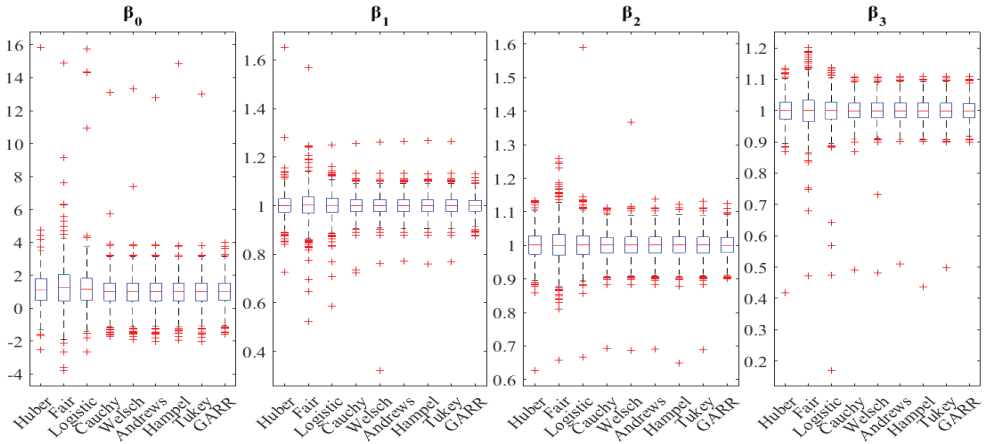 β0
16
14
12
10
8
6
4
2
0
-2
-4
Huber
Fair
Logistic
Cauchy
Welsch
Andrews
Hampel
Tukey
GARR
β1
1.6
1.4
1.2
1
0.8
0.6
0.4
Huber
Fair
Logistic
Cauchy
Welsch
Andrews
Hampel
Tukey
GARR
β2
1.6
1.5
1.4
1.3
1.2
1.1
1
0.9
0.8
0.7
0.6
Huber
Fair
Logistic
Cauchy
Welsch
Andrews
Hampel
Tukey
GARR
β3
1.2
1.1
1
0.9
0.8
0.7
0.6
0.5
0.4
0.3
0.2
Huber
Fair
Logistic
Cauchy
Welsch
Andrews
Hampel
Tukey
GARR